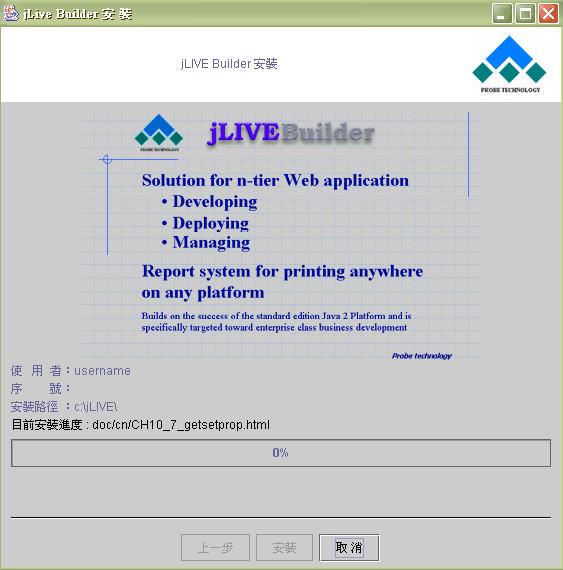 jLive Builder 安 裝
jLIVE Builder 安裝
PROBE TECHNOLOGY
PROBE TECHNOLOGY
jLIVEBuilder
Solution for n-tier Web application
• Developing
• Deploying
• Managing
Report system for printing anywhere
on any platform
Builds on the success of the standard edition Java 2 Platform and is
specifically targeted toward enterprise class business development
Probe technology
使 用 者：username
序 號：
安裝路徑 ：c:\jLIVE\
目前安裝進度 : doc/cn/CH10_7_getsetprop.html
0%
上一步 安裝 取 消